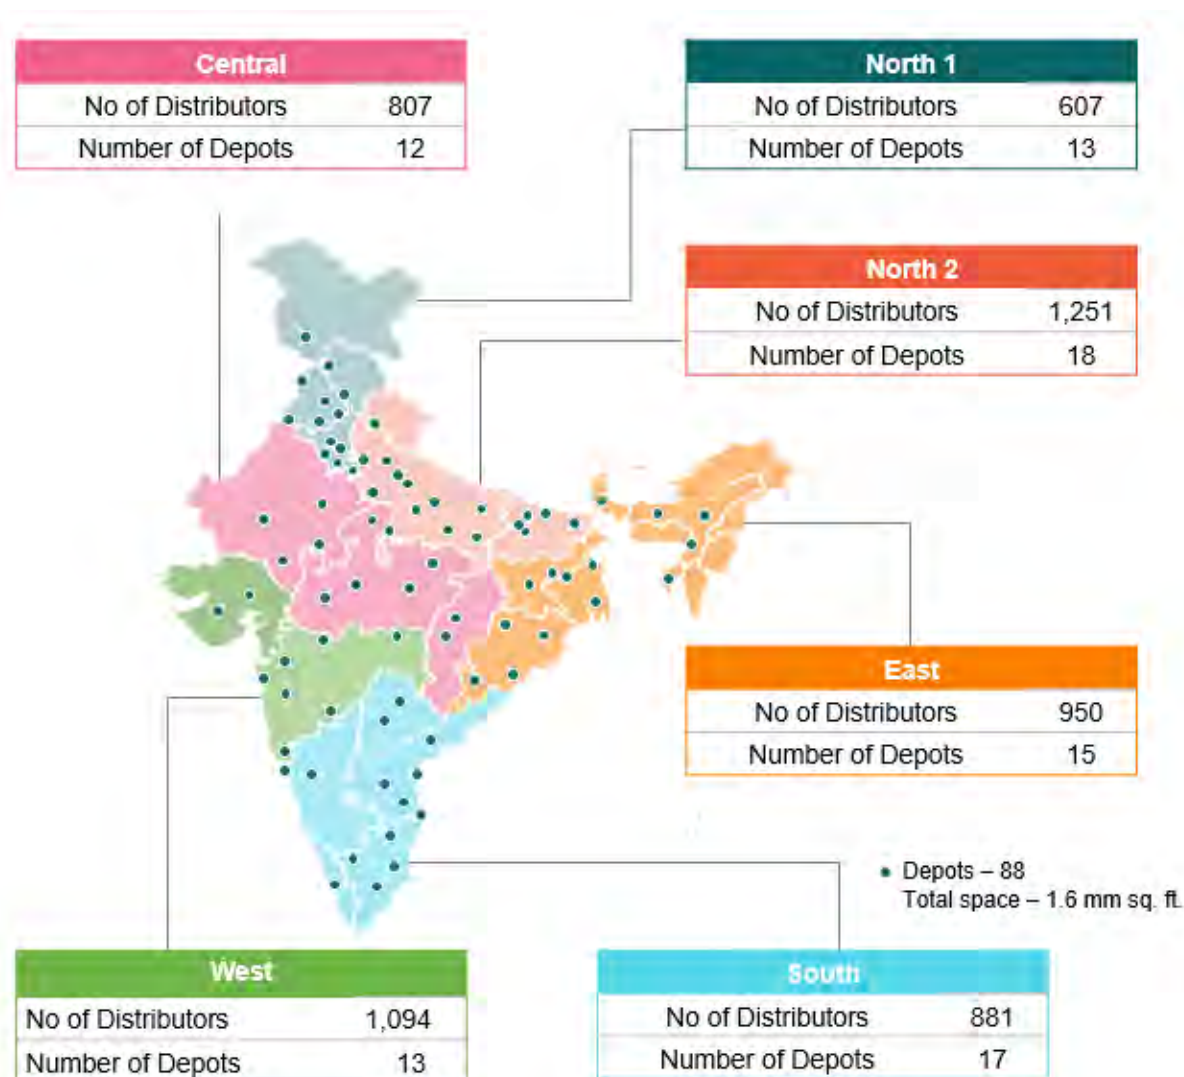 Central
No of Distributors 807
Number of Depots 12
North 1
No of Distributors 607
Number of Depots 13
North 2
No of Distributors 1,251
Number of Depots 18
East
No of Distributors 950
Number of Depots 15
Depots – 88
Total space – 1.6 mm sq. ft.
West
No of Distributors 1,094
Number of Depots 13
South
No of Distributors 881
Number of Depots 17